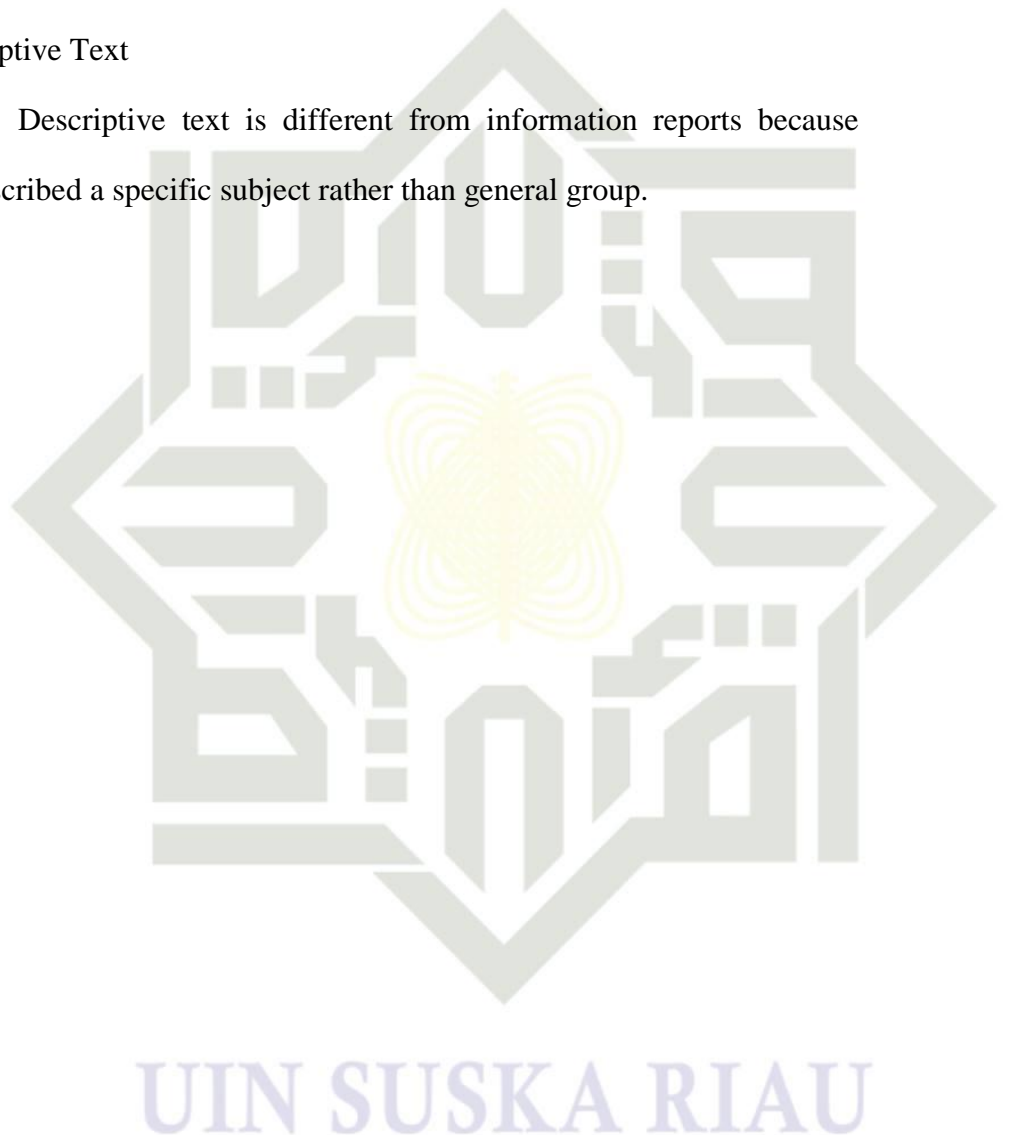 ptive Text
Descriptive text is different from information reports because
scribed a specific subject rather than general group.
UIN SUSKA RIAU